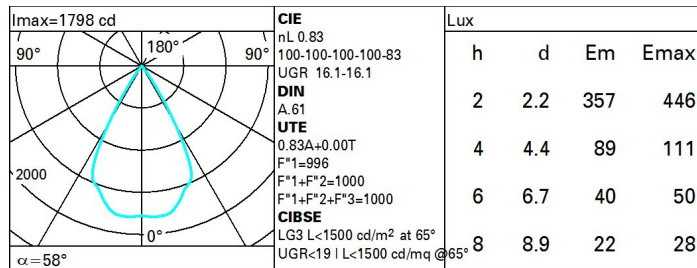 Imax=1798 cd
90°
180°
90°
2000
0°
α=58°
CIE
nL 0.83
100-100-100-100-83
UGR 16.1-16.1
DIN
A.61
UTE
0.83A+0.00T
F"1=996
F"1+F"2=1000
F"1+F"2+F"3=1000
CIBSE
LG3 L<1500 cd/m² at 65°
UGR<19 | L<1500 cd/mq @65°
Lux
h d Em Emax
2 2.2 357 446
4 4.4 89 111
6 6.7 40 50
8 8.9 22 28